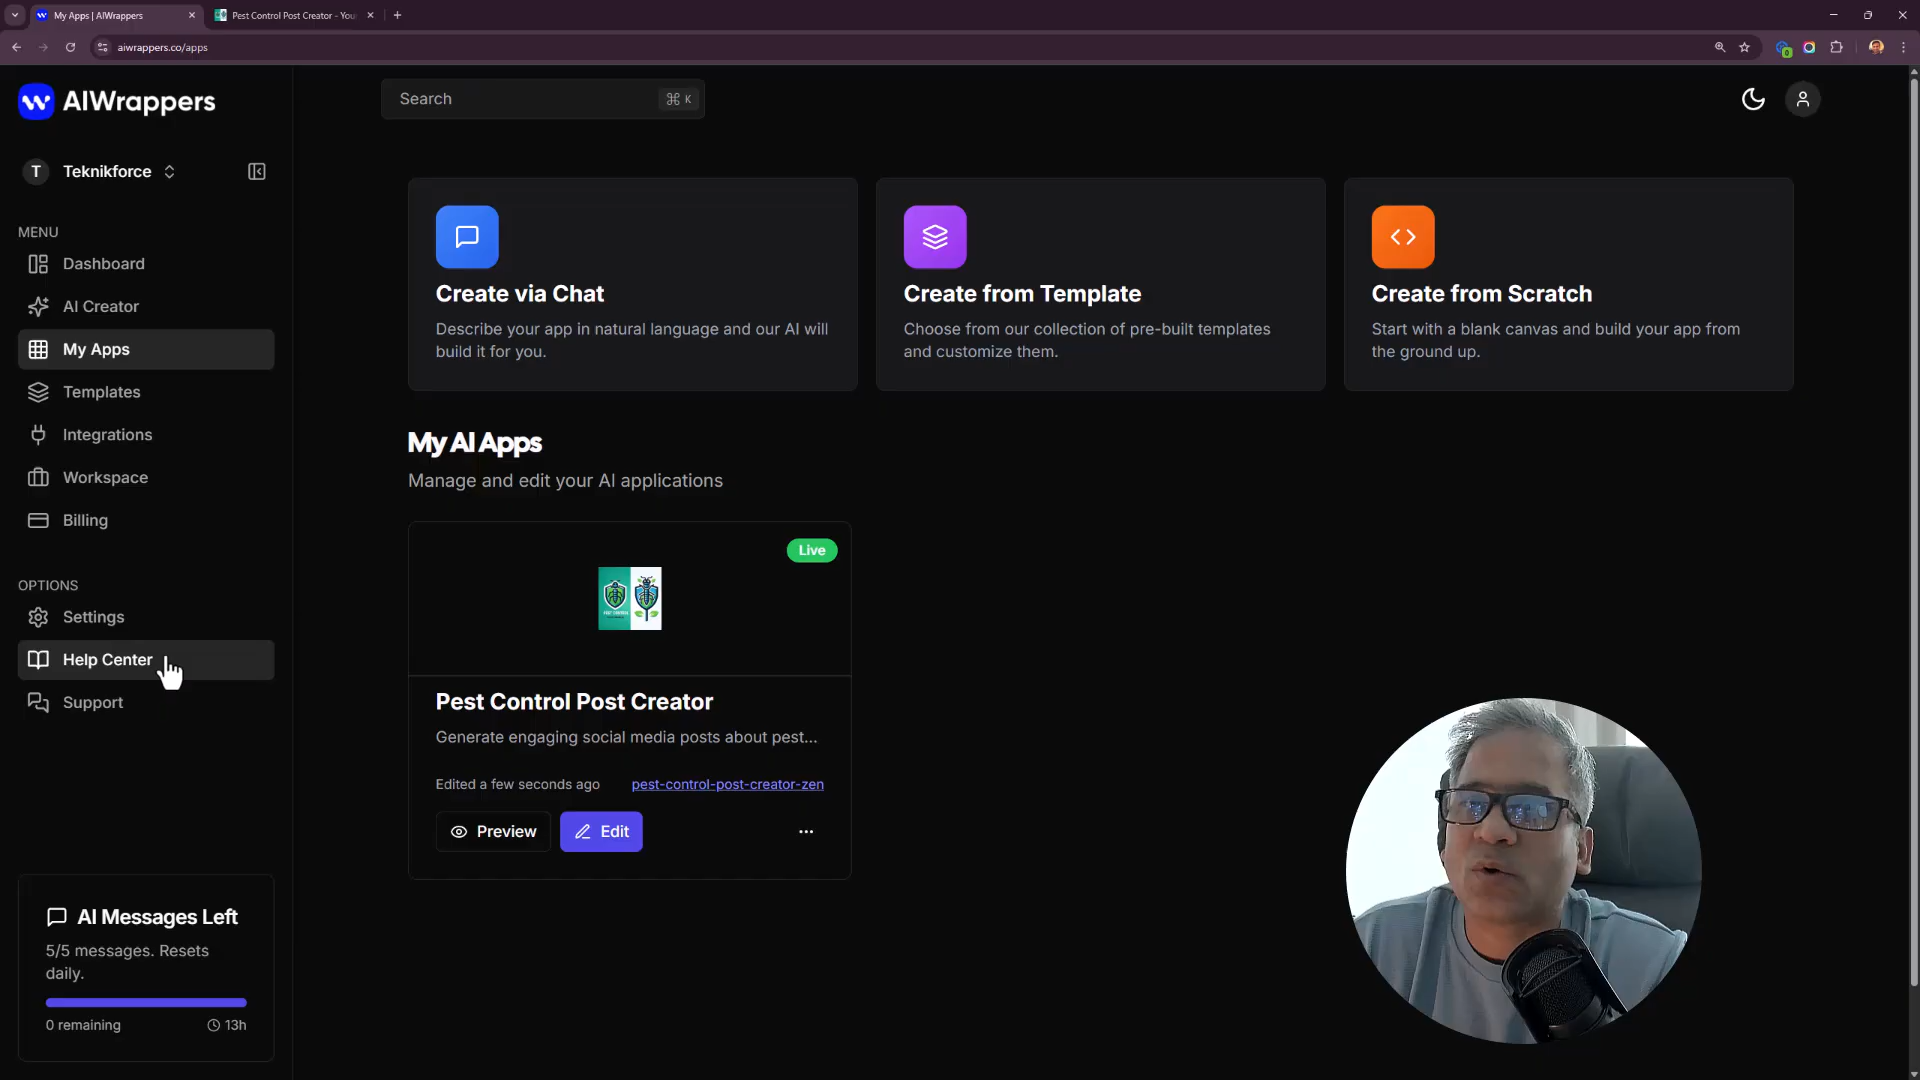 My Apps | AIWrappers
Pest Control Post Creator - You
aiwrappers.co/apps
AIWrappers
Search
⌘ K
T
Teknikforce
MENU
Dashboard
AI Creator
My Apps
Templates
Integrations
Workspace
Billing
OPTIONS
Settings
Help Center
Support
AI Messages Left
5/5 messages. Resets
daily.
0 remaining
13h
Create via Chat
Describe your app in natural language and our AI will
build it for you.
Create from Template
Choose from our collection of pre-built templates
and customize them.
Create from Scratch
Start with a blank canvas and build your app from
the ground up.
My AI Apps
Manage and edit your AI applications
Live
Pest Control Post Creator
Generate engaging social media posts about pest...
Edited a few seconds ago
pest-control-post-creator-zen
Preview
Edit